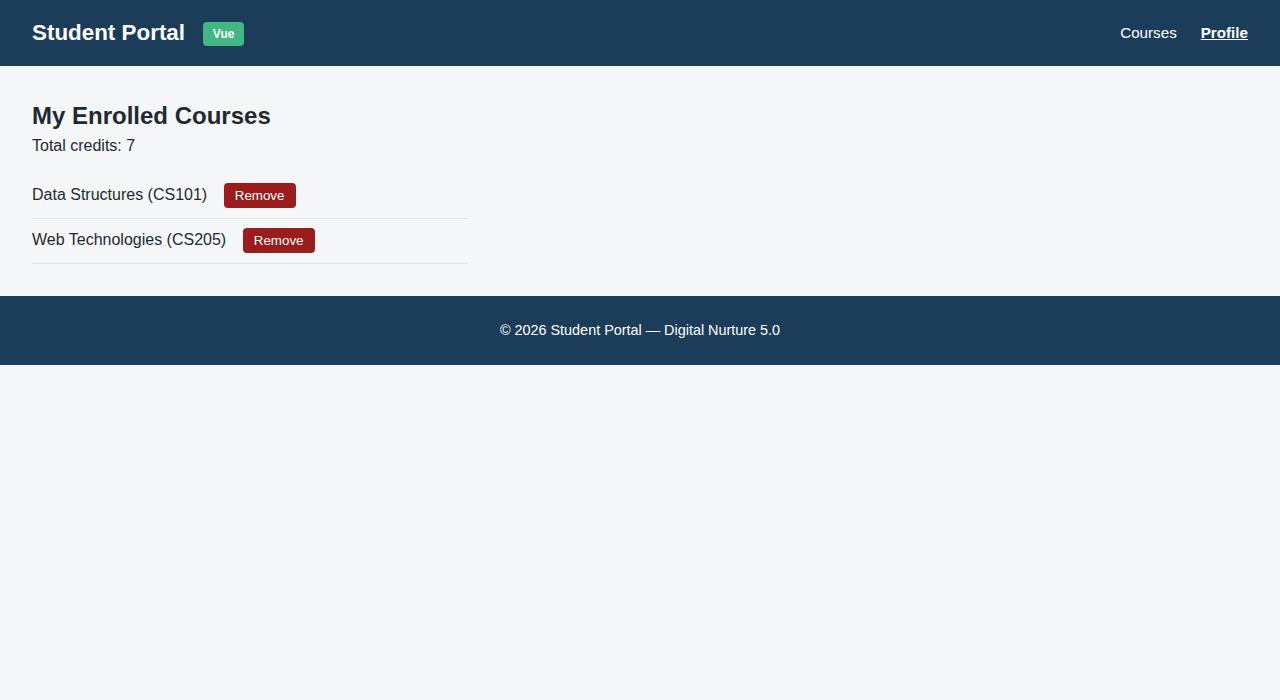 Student Portal Vue Courses Profile
My Enrolled Courses
Total credits: 7
Data Structures (CS101) Remove
Web Technologies (CS205) Remove
© 2026 Student Portal — Digital Nurture 5.0